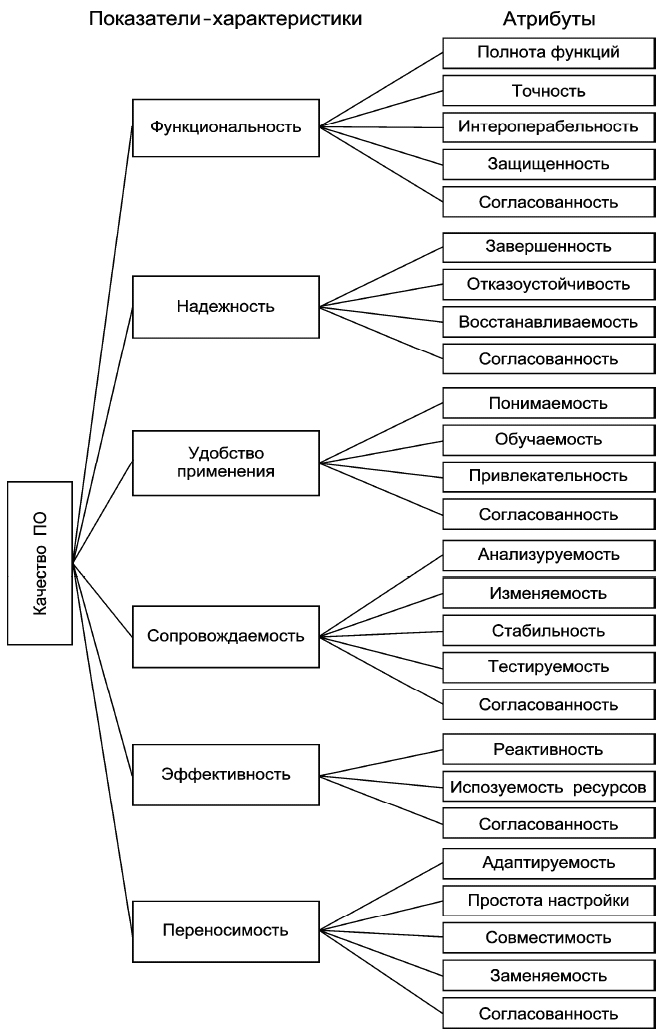 Показатели-характеристики
Атрибуты
Качество ПО
Функциональность
Полнота функций
Точность
Интероперабельность
Защищенность
Согласованность
Надежность
Завершенность
Отказоустойчивость
Восстанавливаемость
Согласованность
Удобство
применения
Понимаемость
Обучаемость
Привлекательность
Согласованность
Сопровождаемость
Анализуруемость
Изменяемость
Стабильность
Тестируемость
Согласованность
Эффективность
Реактивность
Испозуемость ресурсов
Согласованность
Переносимость
Адаптируемость
Простота настройки
Совместимость
Заменяемость
Согласованность